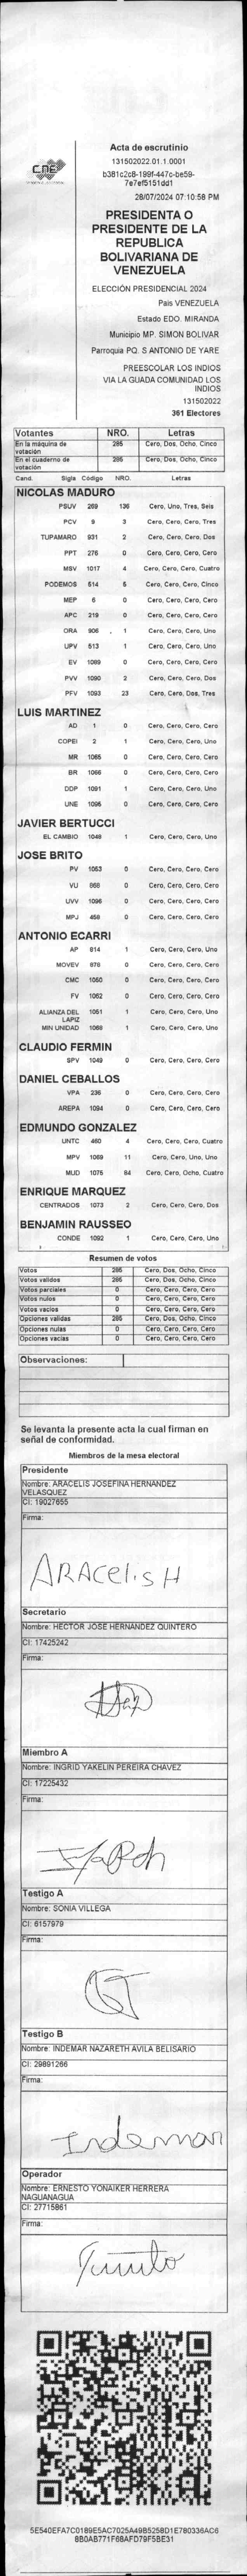 CNE
Acta de escrutinio
131502022.01.1.0001
b381c2c8-199f-447c-be59-
7e7ef5151dd1
28/07/2024 07:10:58 PM
PRESIDENTA O
PRESIDENTE DE LA
REPUBLICA
BOLIVARIANA DE
VENEZUELA
ELECCIÓN PRESIDENCIAL 2024
Pais VENEZUELA
Estado EDO. MIRANDA
Municipio MP. SIMON BOLIVAR
Parroquia PQ. S ANTONIO DE YARE
PREESCOLAR LOS INDIOS
VIA LA GUADA COMUNIDAD LOS
INDIOS
131502022
361 Electores
Votantes NRO. Letras
En la máquina de votación 285 Cero, Dos, Ocho, Cinco
En el cuaderno de votación 285 Cero, Dos, Ocho, Cinco
Cand. Sigla Código NRO. Letras
NICOLAS MADURO
PSUV 269 136 Cero, Uno, Tres, Seis
PCV 9 3 Cero, Cero, Cero, Tres
TUPAMARO 931 2 Cero, Cero, Cero, Dos
PPT 276 0 Cero, Cero, Cero, Cero
MSV 1017 4 Cero, Cero, Cero, Cuatro
PODEMOS 514 5 Cero, Cero, Cero, Cinco
MEP 6 0 Cero, Cero, Cero, Cero
APC 219 0 Cero, Cero, Cero, Cero
ORA 906 1 Cero, Cero, Cero, Uno
UPV 513 1 Cero, Cero, Cero, Uno
EV 1089 0 Cero, Cero, Cero, Cero
PVV 1090 2 Cero, Cero, Cero, Dos
PFV 1093 23 Cero, Cero, Dos, Tres
LUIS MARTINEZ
AD 1 0 Cero, Cero, Cero, Cero
COPEI 2 1 Cero, Cero, Cero, Uno
MR 1065 0 Cero, Cero, Cero, Cero
BR 1066 0 Cero, Cero, Cero, Cero
DDP 1091 1 Cero, Cero, Cero, Uno
UNE 1095 0 Cero, Cero, Cero, Cero
JAVIER BERTUCCI
EL CAMBIO 1048 1 Cero, Cero, Cero, Uno
JOSE BRITO
PV 1053 0 Cero, Cero, Cero, Cero
VU 868 0 Cero, Cero, Cero, Cero
UVV 1096 0 Cero, Cero, Cero, Cero
MPJ 458 0 Cero, Cero, Cero, Cero
ANTONIO ECARRI
AP 814 1 Cero, Cero, Cero, Uno
MOVEV 878 0 Cero, Cero, Cero, Cero
CMC 1050 0 Cero, Cero, Cero, Cero
FV 1052 0 Cero, Cero, Cero, Cero
ALIANZA DEL LAPIZ 1051 1 Cero, Cero, Cero, Uno
MIN UNIDAD 1068 1 Cero, Cero, Cero, Uno
CLAUDIO FERMIN
SPV 1049 0 Cero, Cero, Cero, Cero
DANIEL CEBALLOS
VPA 236 0 Cero, Cero, Cero, Cero
AREPA 1094 0 Cero, Cero, Cero, Cero
EDMUNDO GONZALEZ
UNTC 460 4 Cero, Cero, Cero, Cuatro
MPV 1069 11 Cero, Cero, Uno, Uno
MUD 1075 84 Cero, Cero, Ocho, Cuatro
ENRIQUE MARQUEZ
CENTRADOS 1073 2 Cero, Cero, Cero, Dos
BENJAMIN RAUSSEO
CONDE 1092 1 Cero, Cero, Cero, Uno
Resumen de votos
Votos 285 Cero, Dos, Ocho, Cinco
Votos validos 285 Cero, Dos, Ocho, Cinco
Votos parciales 0 Cero, Cero, Cero, Cero
Votos nulos 0 Cero, Cero, Cero, Cero
Votos vacios 0 Cero, Cero, Cero, Cero
Opciones validas 285 Cero, Dos, Ocho, Cinco
Opciones nulas 0 Cero, Cero, Cero, Cero
Opciones vacias 0 Cero, Cero, Cero, Cero
Observaciones:
Se levanta la presente acta la cual firman en
señal de conformidad.
Miembros de la mesa electoral
Presidente
Nombre: ARACELIS JOSEFINA HERNANDEZ
VELASQUEZ
CI: 19027655
Firma:
ARAcelis H
Secretario
Nombre: HECTOR JOSE HERNANDEZ QUINTERO
CI: 17425242
Firma:
Miembro A
Nombre: INGRID YAKELIN PEREIRA CHAVEZ
CI: 17225432
Firma:
Testigo A
Nombre: SONIA VILLEGA
CI: 6157979
Firma:
Testigo B
Nombre: INDEMAR NAZARETH AVILA BELISARIO
CI: 29891266
Firma:
Indemar
Operador
Nombre: ERNESTO YONAIKER HERRERA
NAGUANAGUA
CI: 27715861
Firma:
5E540EFA7C0189E5AC7025A49B5258D1E780336AC6
8B0AB771F68AFD79F5BE31